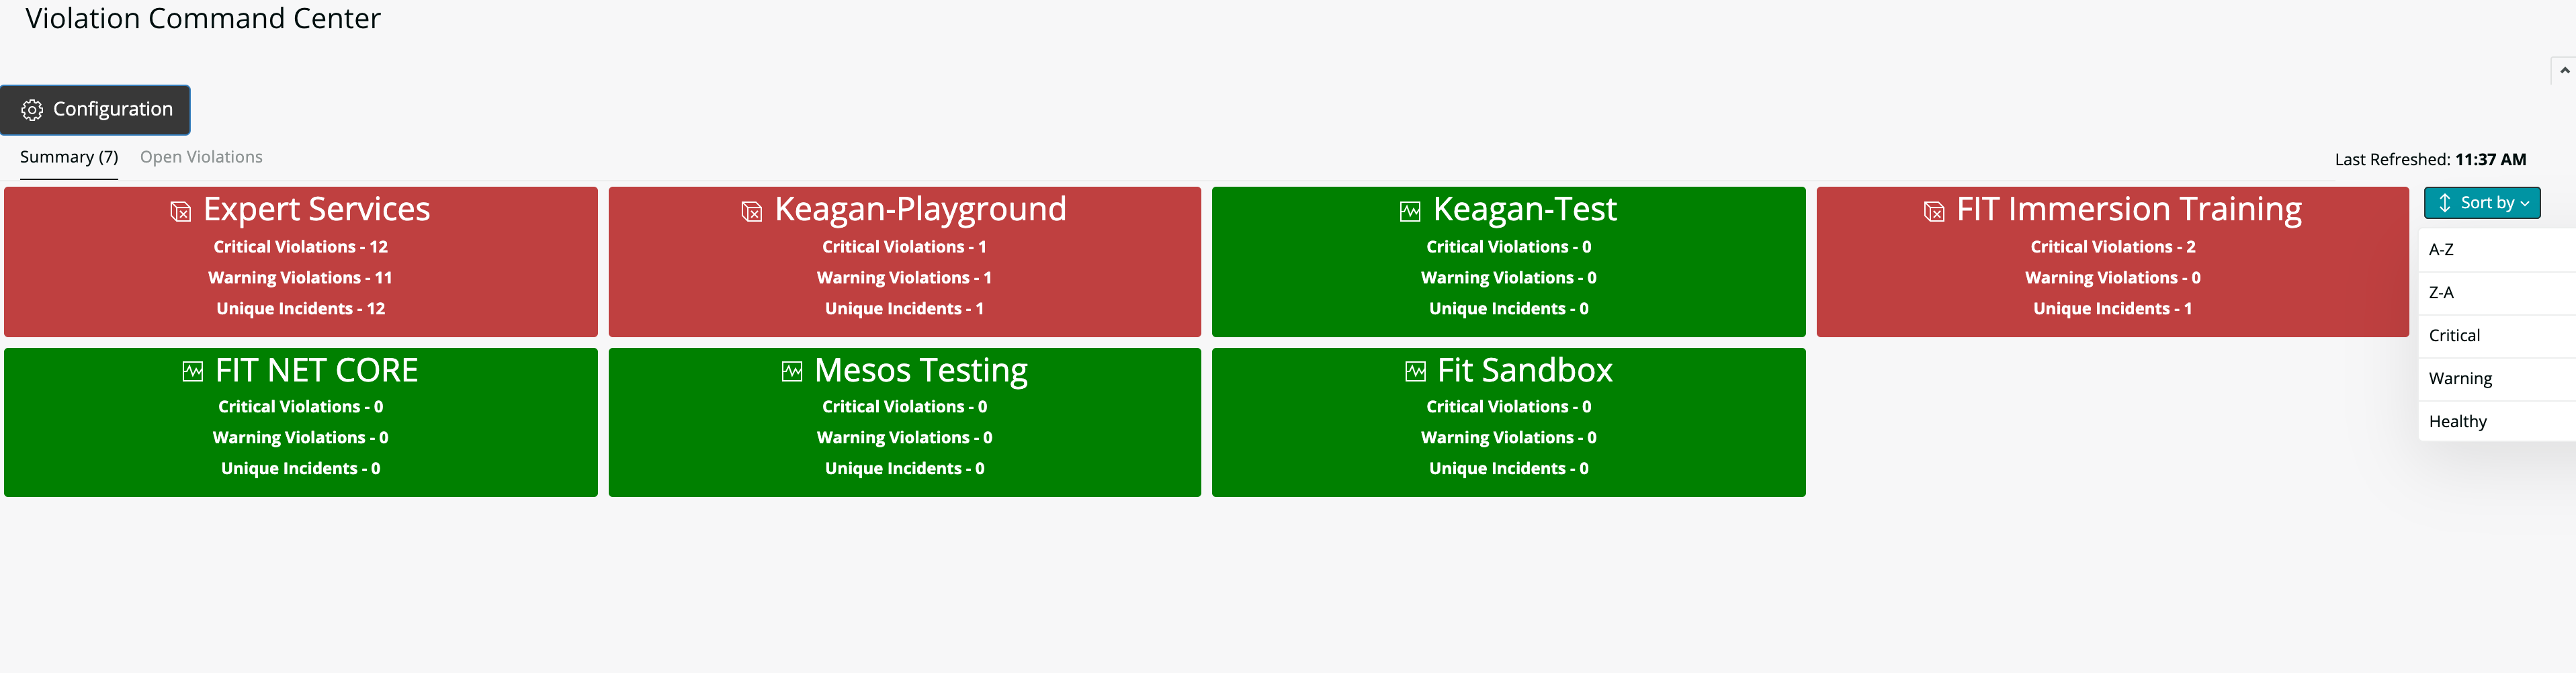 Violation Command Center
Configuration
Summary (7) Open Violations
Last Refreshed: 11:37 AM
Expert Services
Critical Violations - 12
Warning Violations - 11
Unique Incidents - 12
Keagan-Playground
Critical Violations - 1
Warning Violations - 1
Unique Incidents - 1
Keagan-Test
Critical Violations - 0
Warning Violations - 0
Unique Incidents - 0
FIT Immersion Training
Critical Violations - 2
Warning Violations - 0
Unique Incidents - 1
Sort by
A-Z
Z-A
Critical
Warning
Healthy
FIT NET CORE
Critical Violations - 0
Warning Violations - 0
Unique Incidents - 0
Mesos Testing
Critical Violations - 0
Warning Violations - 0
Unique Incidents - 0
Fit Sandbox
Critical Violations - 0
Warning Violations - 0
Unique Incidents - 0